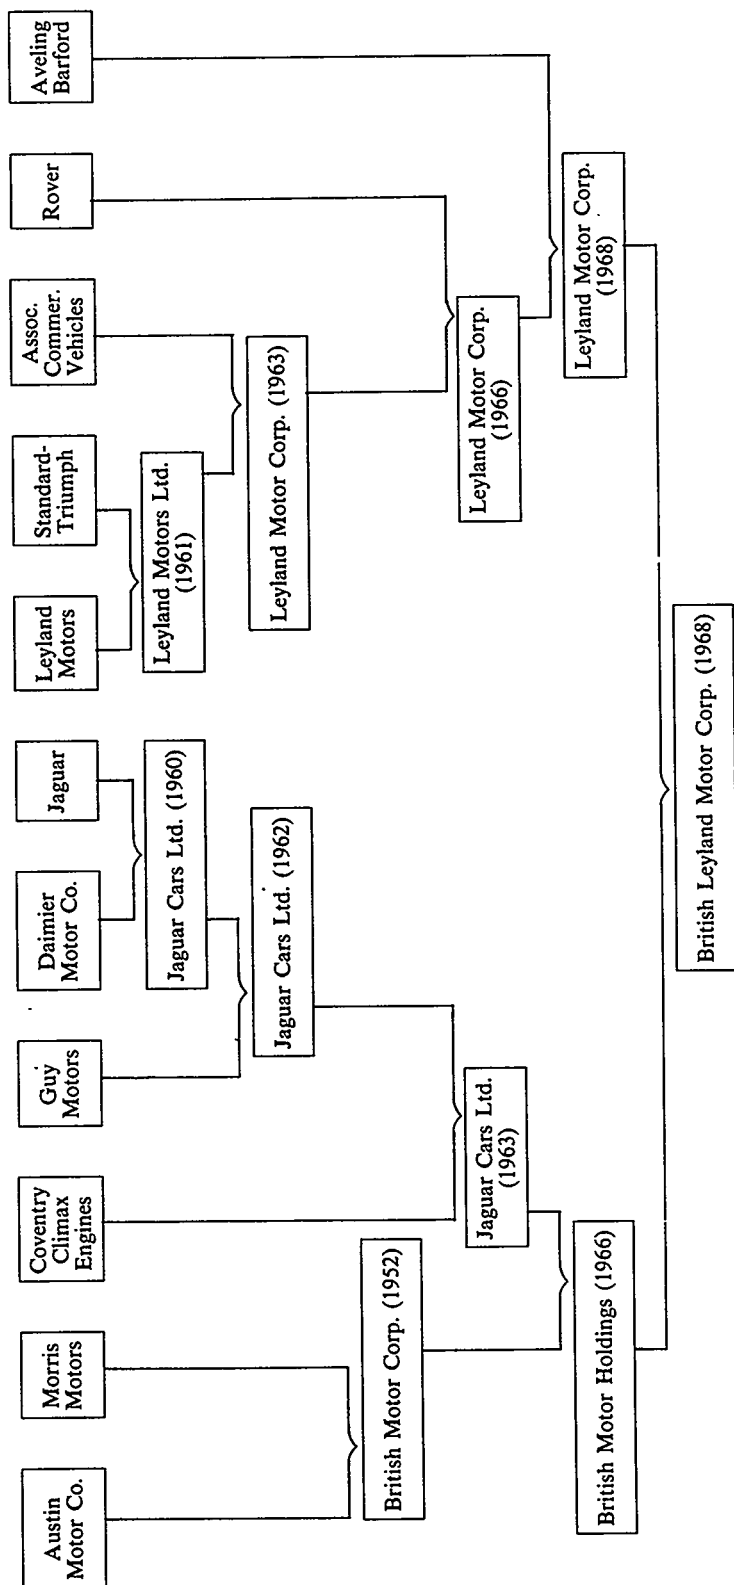 Austin
Motor Co.
Morris
Motors
Coventry
Climax
Engines
Guy
Motors
Daimier
Motor Co.
Jaguar
Leyland
Motors
Standard-
Triumph
Assoc.
Commer.
Vehicles
Rover
Aveling
Barford
Jaguar Cars Ltd. (1960)
Leyland Motors Ltd.
(1961)
Jaguar Cars Ltd. (1962)
Leyland Motor Corp. (1963)
British Motor Corp. (1952)
Jaguar Cars Ltd.
(1963)
Leyland Motor Corp.
(1966)
British Motor Holdings (1966)
Leyland Motor Corp.
(1968)
British Leyland Motor Corp. (1968)